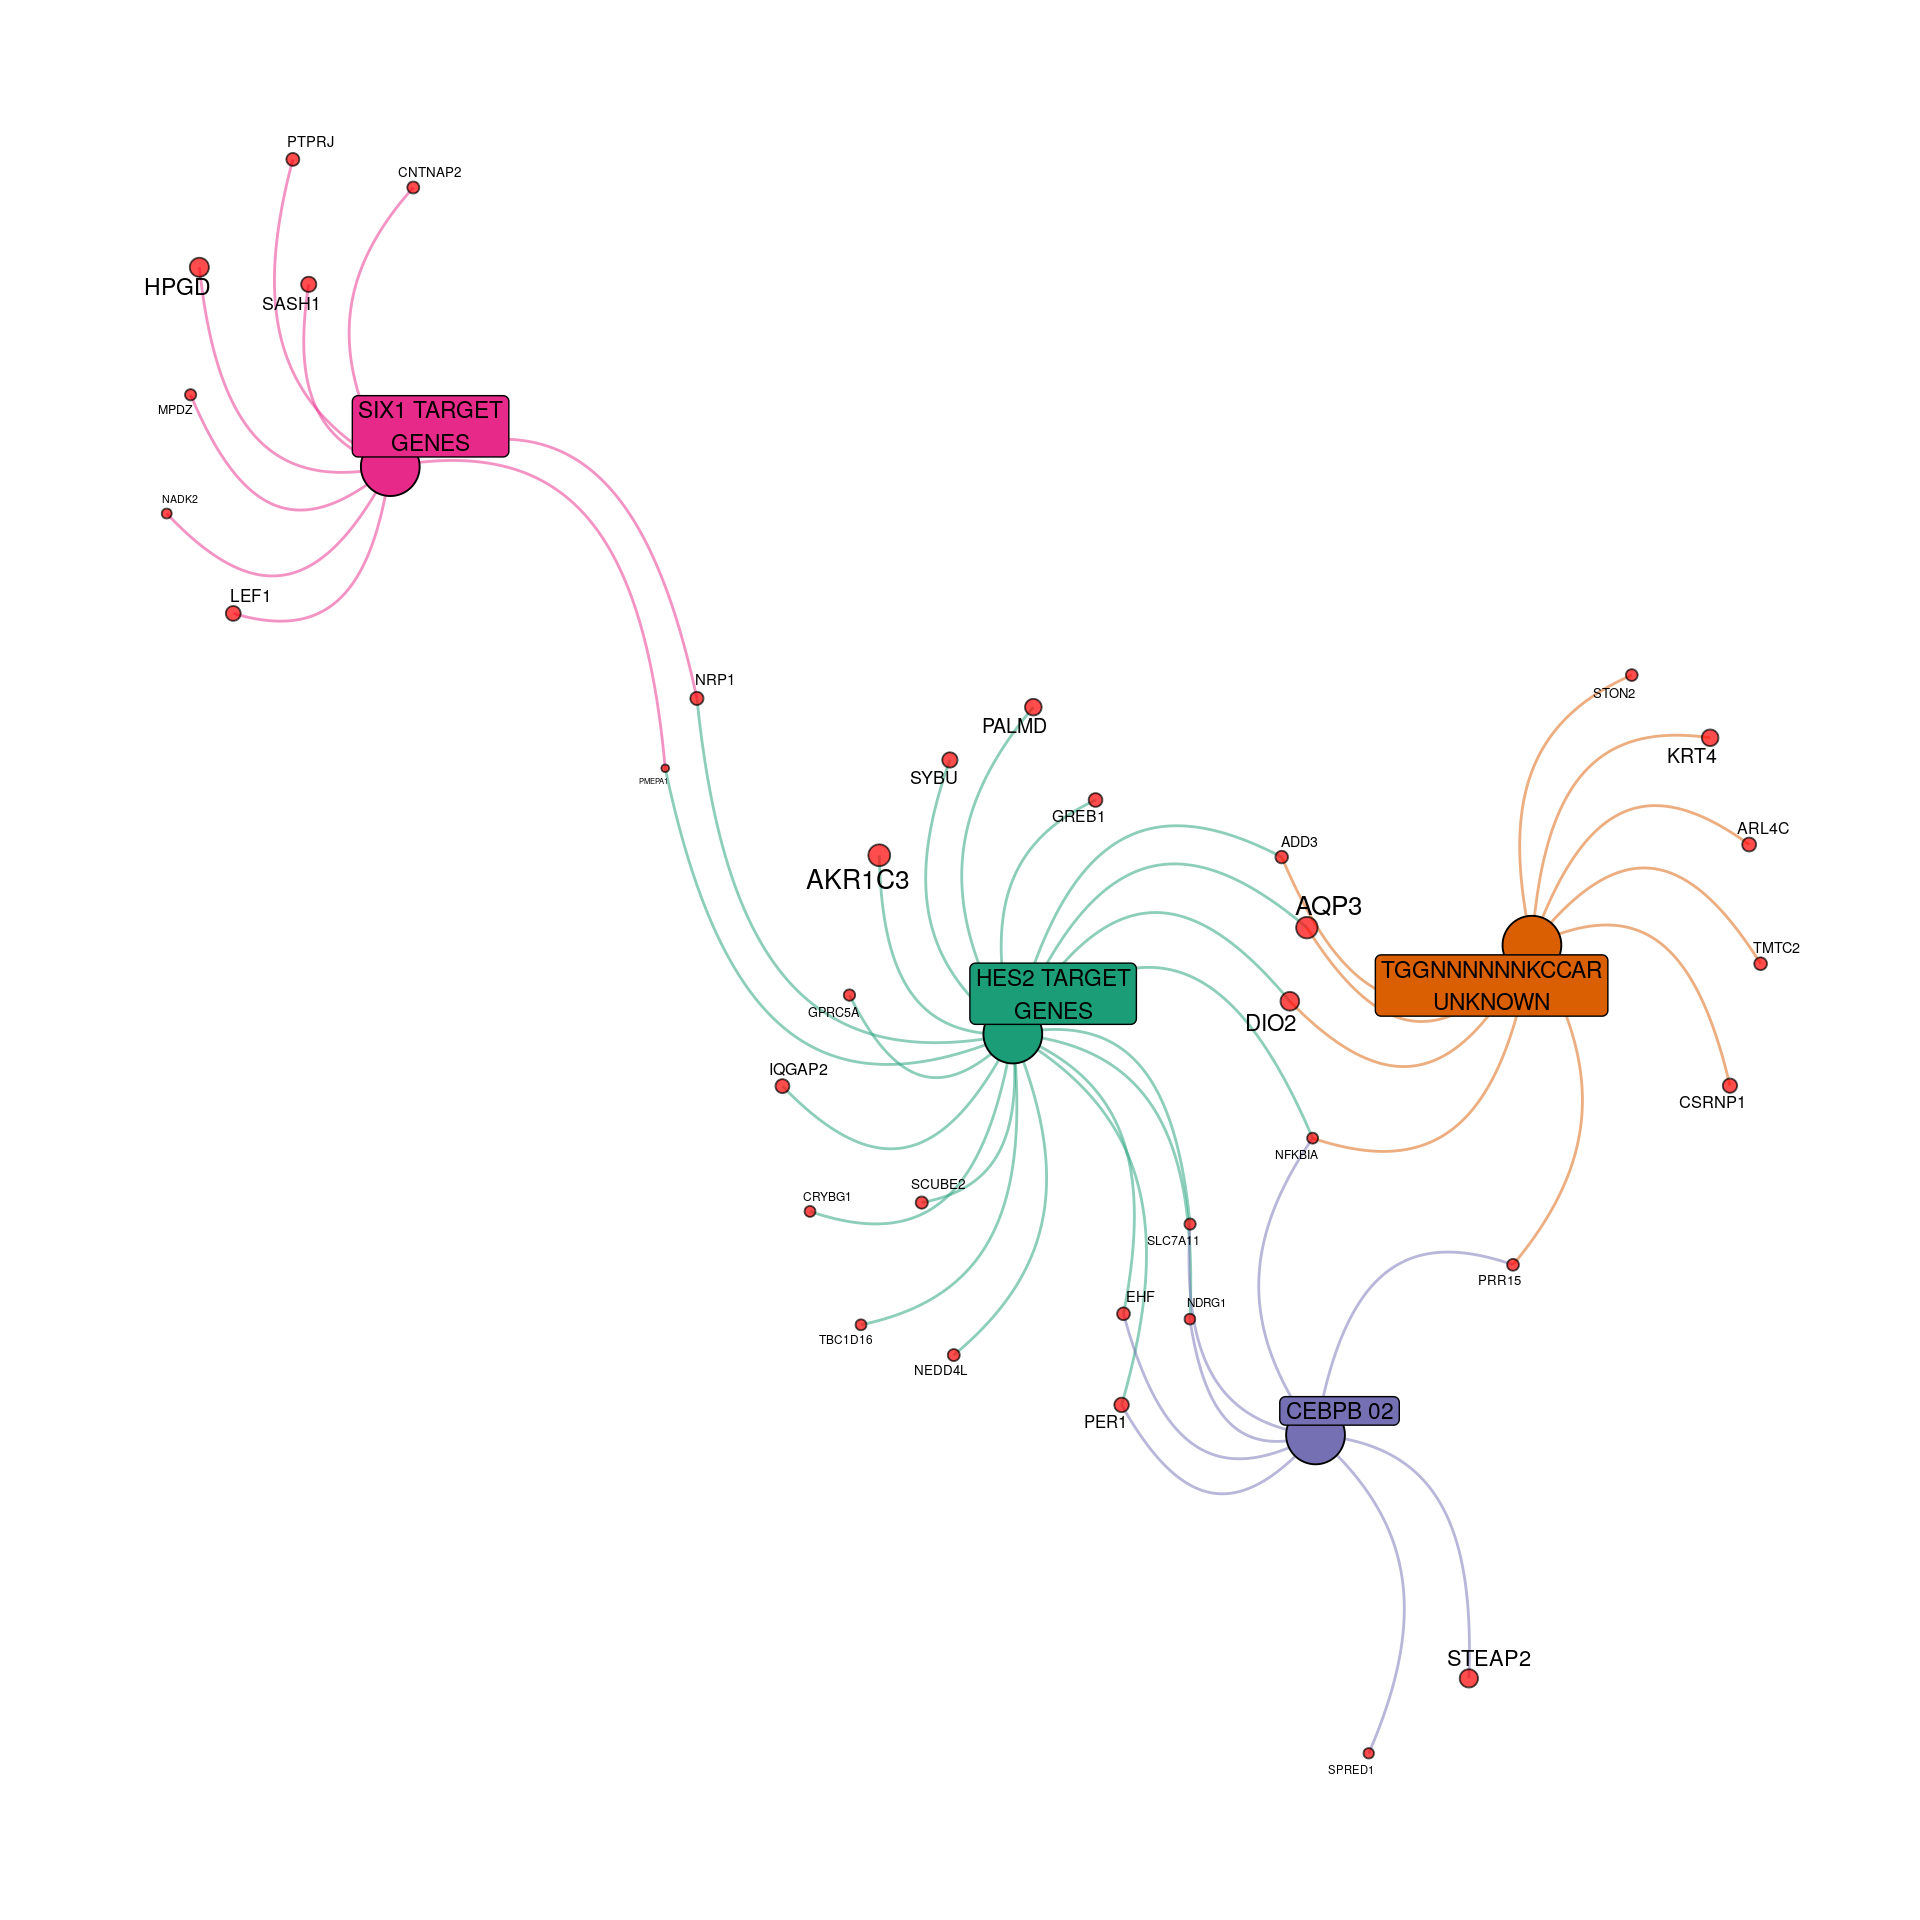 PTPRJ
CNTNAP2
HPGD
SASH1
MPDZ
SIX1 TARGET
GENES
NADK2
LEF1
NRP1
PMEPA1
STON2
PALMD
KRT4
SYBU
GREB1
ARL4C
ADD3
AKR1C3
AQP3
TMTC2
TGGNNNNNNKCCAR
UNKNOWN
HES2 TARGET
GENES
GPRC5A
DIO2
IQGAP2
CSRNP1
NFKBIA
SCUBE2
CRYBG1
SLC7A11
PRR15
EHF
NDRG1
TBC1D16
NEDD4L
CEBPB 02
PER1
STEAP2
SPRED1